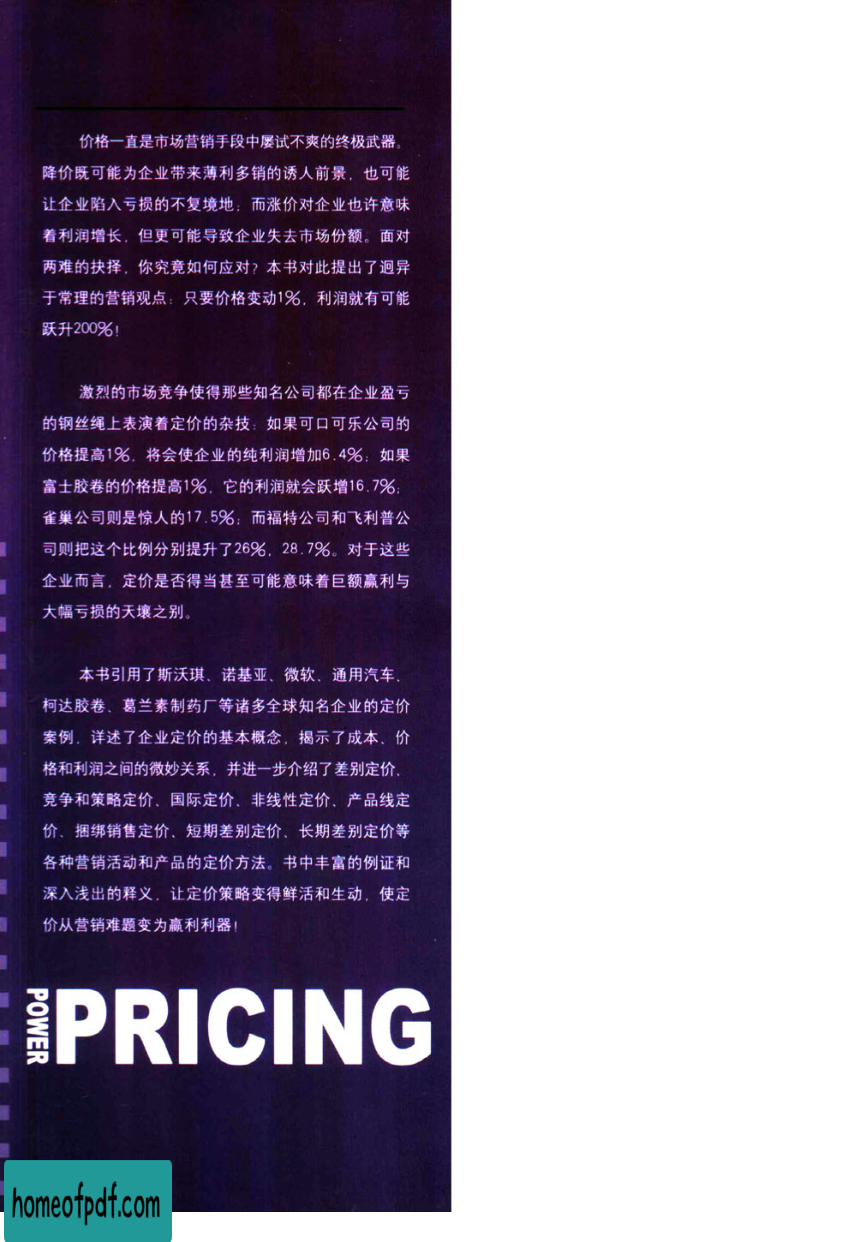 价格一直是市场营销手段中屡试不爽的终极武器。
降价既可能为企业带来薄利多销的诱人前景，也可能
让企业陷入亏损的不复境地；而涨价对企业也许意味
着利润增长，但更可能导致企业失去市场份额。面对
两难的抉择，你究竟如何应对？本书对此提出了迥异
于常理的营销观点：只要价格变动1%，利润就有可能
跃升200%！
激烈的市场竞争使得那些知名公司都在企业盈亏
的钢丝绳上表演着定价的杂技：如果可口可乐公司的
价格提高1%，将会使企业的纯利润增加6.4%；如果
富士胶卷的价格提高1%，它的利润就会跃增16.7%；
雀巢公司则是惊人的17.5%；而福特公司和飞利普公
司则把这个比例分别提升了26%，28.7%。对于这些
企业而言，定价是否得当甚至可能意味着巨额赢利与
大幅亏损的天壤之别。
本书引用了斯沃琪、诺基亚、微软、通用汽车、
柯达胶卷、葛兰素制药厂等诸多全球知名企业的定价
案例，详述了企业定价的基本概念，揭示了成本、价
格和利润之间的微妙关系，并进一步介绍了差别定价、
竞争和策略定价、国际定价、非线性定价、产品线定
价、捆绑销售定价、短期差别定价、长期差别定价等
各种营销活动和产品的定价方法。书中丰富的例证和
深入浅出的释义，让定价策略变得鲜活和生动，使定
价从营销难题变为赢利利器！
POWER
PRICING
homeofpdf.com